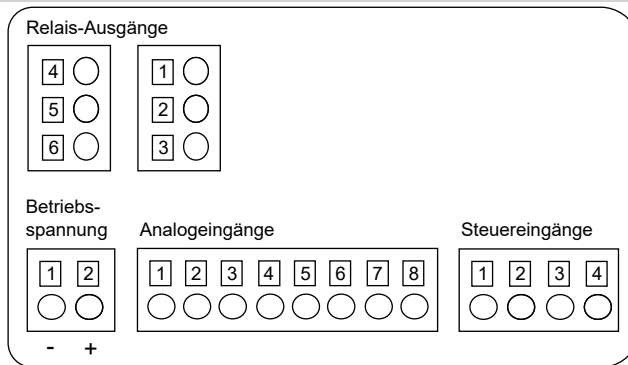 Relais-Ausgänge
4 1
5 2
6 3
Betriebs-
spannung Analogeingänge Steuereingänge
1 2 1 2 3 4 5 6 7 8 1 2 3 4
- +